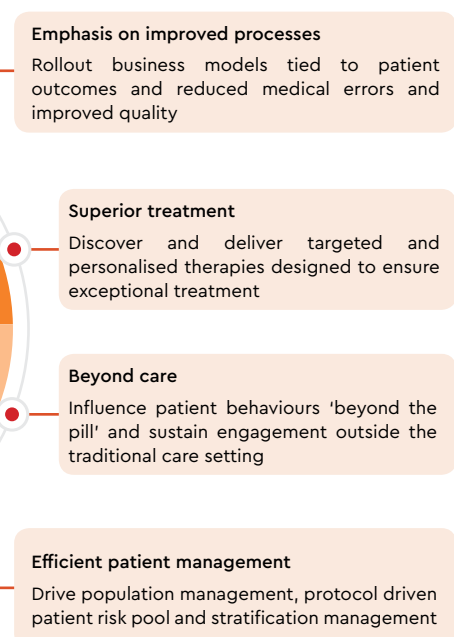 Emphasis on improved processes
Rollout business models tied to patient
outcomes and reduced medical errors and
improved quality
Superior treatment
Discover and deliver targeted and
personalised therapies designed to ensure
exceptional treatment
Beyond care
Influence patient behaviours ‘beyond the
pill’ and sustain engagement outside the
traditional care setting
Efficient patient management
Drive population management, protocol driven
patient risk pool and stratification management